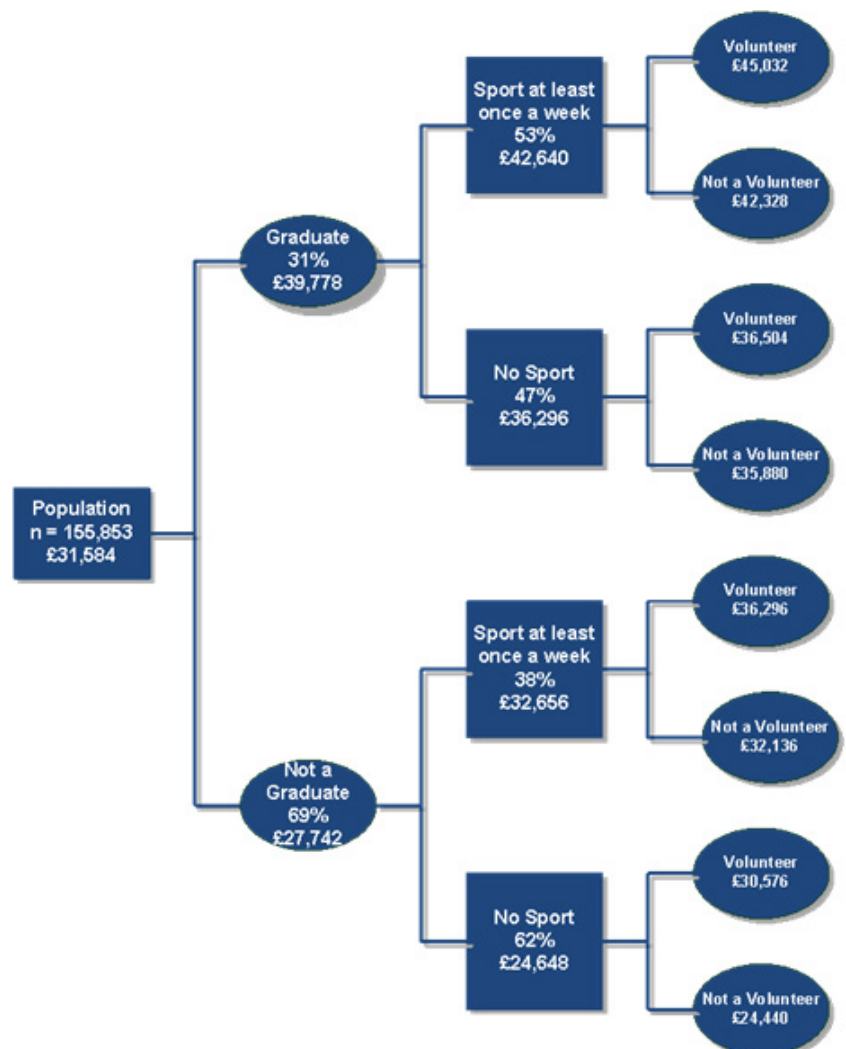 Volunteer
£45,032
Sport at least
once a week
53%
£42,640
Not a Volunteer
£42,328
Graduate
31%
£39,778
Volunteer
£36,504
No Sport
47%
£36,296
Not a Volunteer
£35,880
Population
n = 155,853
£31,584
Volunteer
£36,296
Sport at least
once a week
38%
£32,656
Not a Volunteer
£32,136
Not a
Graduate
69%
£27,742
Volunteer
£30,576
No Sport
62%
£24,648
Not a Volunteer
£24,440